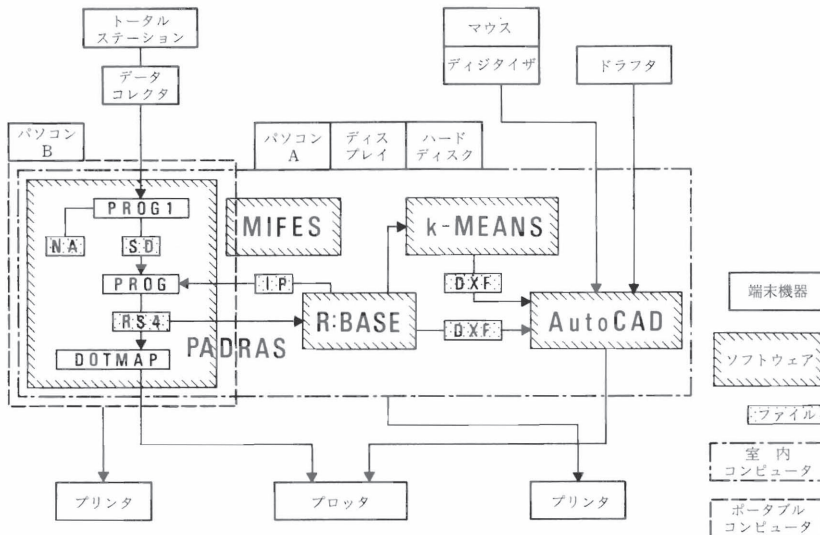 トータル
ステーション
データ
コレクタ
マウス
ディジタイザ
ドラフタ
パソコン
B
パソコン
A
ディス
プレイ
ハード
ディスク
PROG1
NA
SD
PROG
RS4
DOTMAP
PADRAS
MIFES
IP
R:BASE
k-MEANS
DXF
DXF
AutoCAD
端末機器
ソフトウェア
ファイル
室内
コンピュータ
ポータブル
コンピュータ
プリンタ
プロッタ
プリンタ